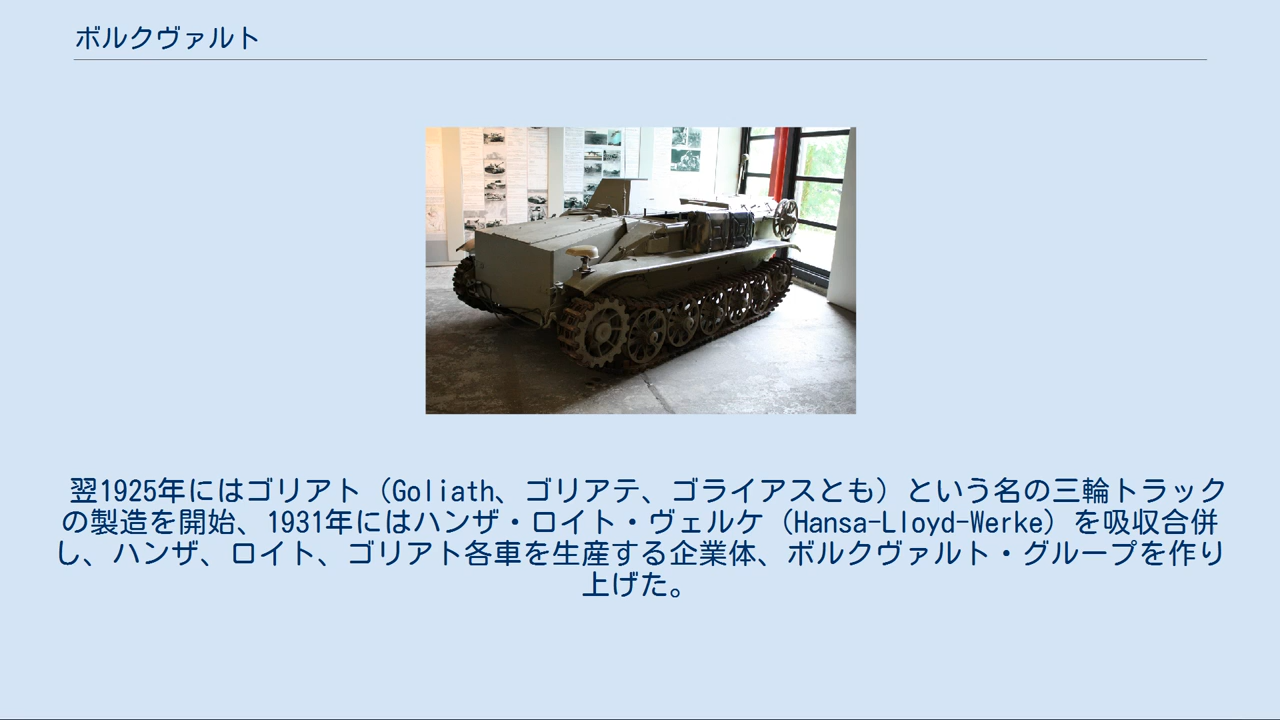 ボルクヴァルト
翌1925年にはゴリアト（Goliath、ゴリアテ、ゴライアスとも）という名の三輪トラック
の製造を開始、1931年にはハンザ・ロイト・ヴェルケ（Hansa-Lloyd-Werke）を吸収合併
し、ハンザ、ロイト、ゴリアト各車を生産する企業体、ボルクヴァルト・グループを作り
上げた。